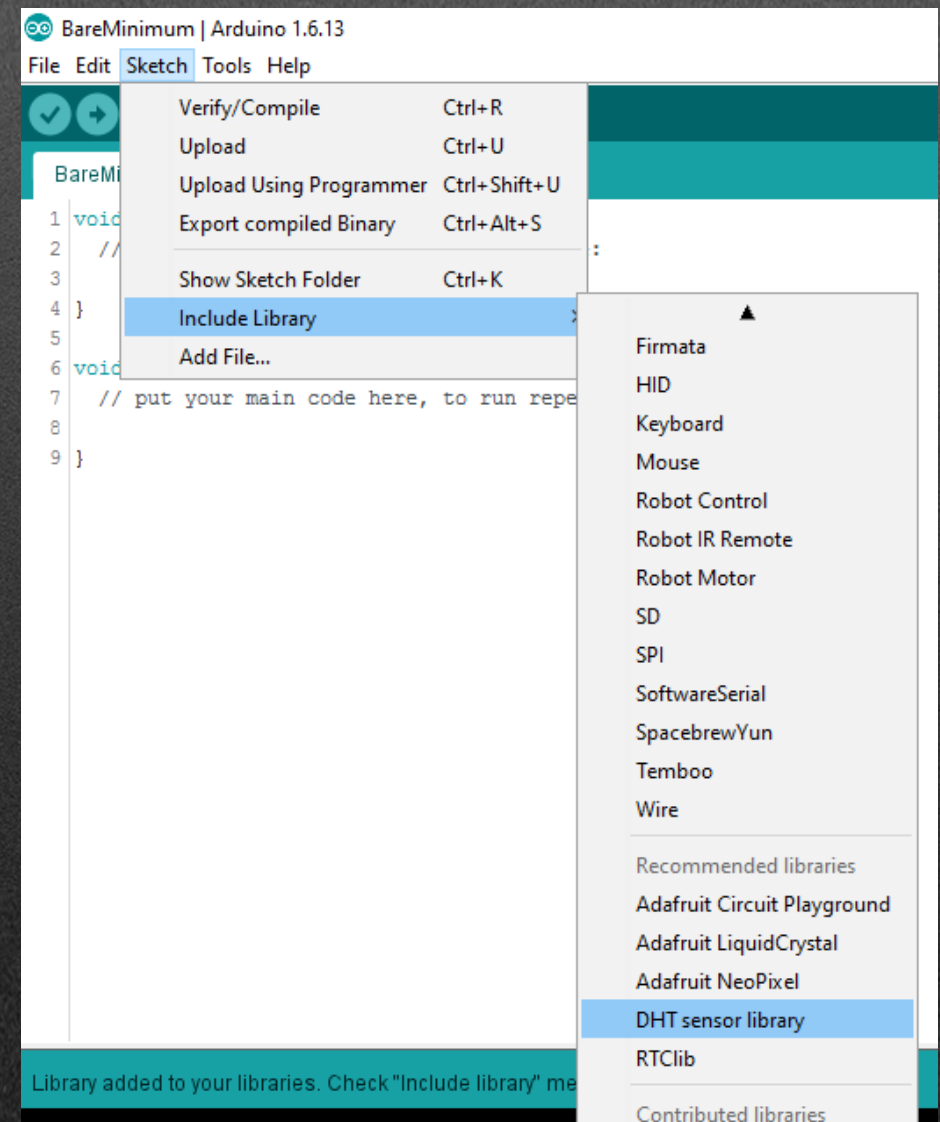 BareMinimum | Arduino 1.6.13
File Edit Sketch Tools Help
Verify/Compile Ctrl+R
Upload Ctrl+U
Upload Using Programmer Ctrl+Shift+U
Export compiled Binary Ctrl+Alt+S
Show Sketch Folder Ctrl+K
Include Library
Add File...
BareMi
1 void
2 // :
3
4 }
5
6 void
7 // put your main code here, to run repe
8
9 }
Firmata
HID
Keyboard
Mouse
Robot Control
Robot IR Remote
Robot Motor
SD
SPI
SoftwareSerial
SpacebrewYun
Temboo
Wire
Recommended libraries
Adafruit Circuit Playground
Adafruit LiquidCrystal
Adafruit NeoPixel
DHT sensor library
RTClib
Contributed libraries
Library added to your libraries. Check "Include library" me